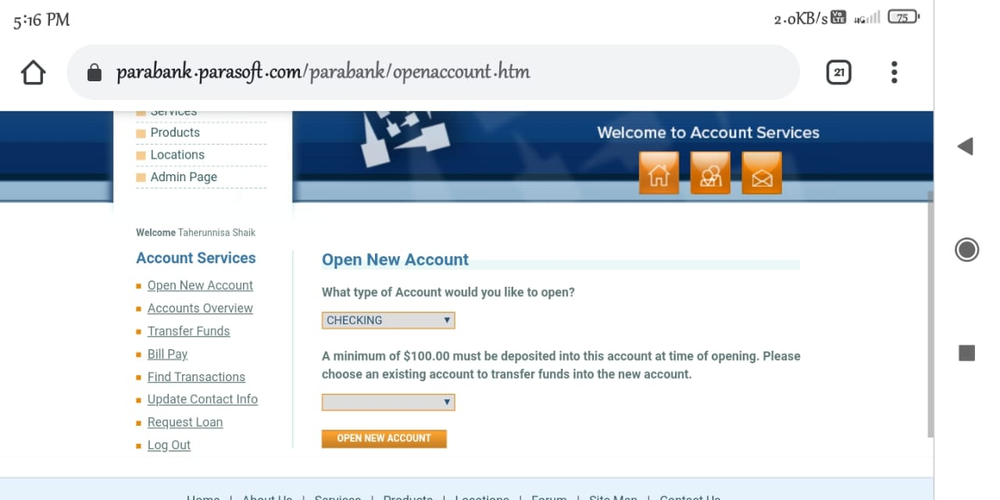 5:16 PM
2.0KB/s Vo LTE 4G 75
parabank.parasoft.com/parabank/openaccount.htm
21
Services
Products
Locations
Admin Page
Welcome to Account Services
Welcome Taherunnisa Shaik
Account Services
Open New Account
Accounts Overview
Transfer Funds
Bill Pay
Find Transactions
Update Contact Info
Request Loan
Log Out
Open New Account
What type of Account would you like to open?
CHECKING
A minimum of $100.00 must be deposited into this account at time of opening. Please
choose an existing account to transfer funds into the new account.
OPEN NEW ACCOUNT
Home | About Us | Services | Products | Locations | Forum | Site Map | Contact Us